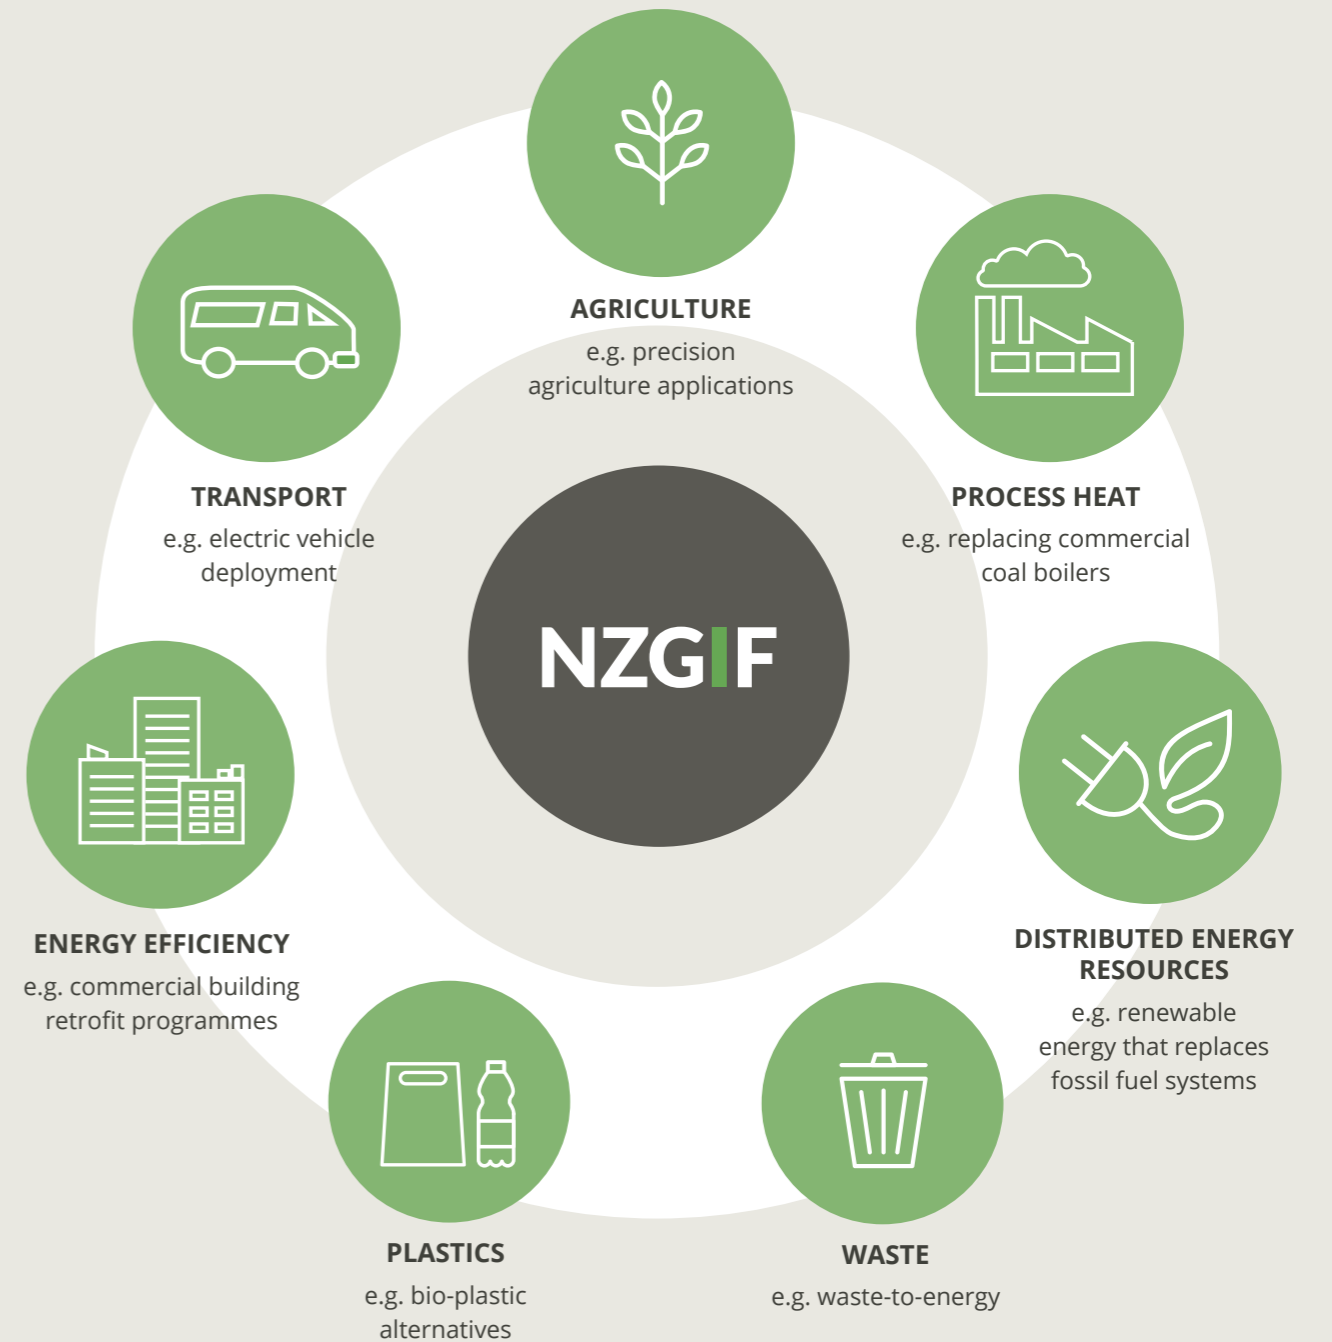 AGRICULTURE
e.g. precision
agriculture applications
TRANSPORT
e.g. electric vehicle
deployment
PROCESS HEAT
e.g. replacing commercial
coal boilers
NZGIF
ENERGY EFFICIENCY
e.g. commercial building
retrofit programmes
DISTRIBUTED ENERGY
RESOURCES
e.g. renewable
energy that replaces
fossil fuel systems
PLASTICS
e.g. bio-plastic
alternatives
WASTE
e.g. waste-to-energy